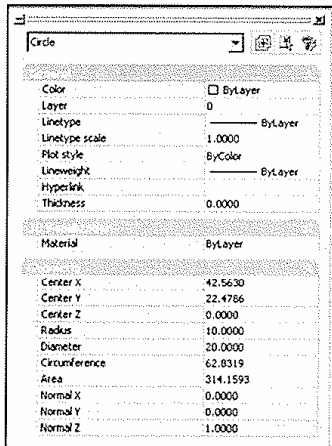 Circle
Color ByLayer
Layer 0
Linetype ByLayer
Linetype scale 1.0000
Plot style ByColor
Lineweight ByLayer
Hyperlink
Thickness 0.0000
Material ByLayer
Center X 42.5630
Center Y 22.4786
Center Z 0.0000
Radius 10.0000
Diameter 20.0000
Circumference 62.8319
Area 314.1593
Normal X 0.0000
Normal Y 0.0000
Normal Z 1.0000